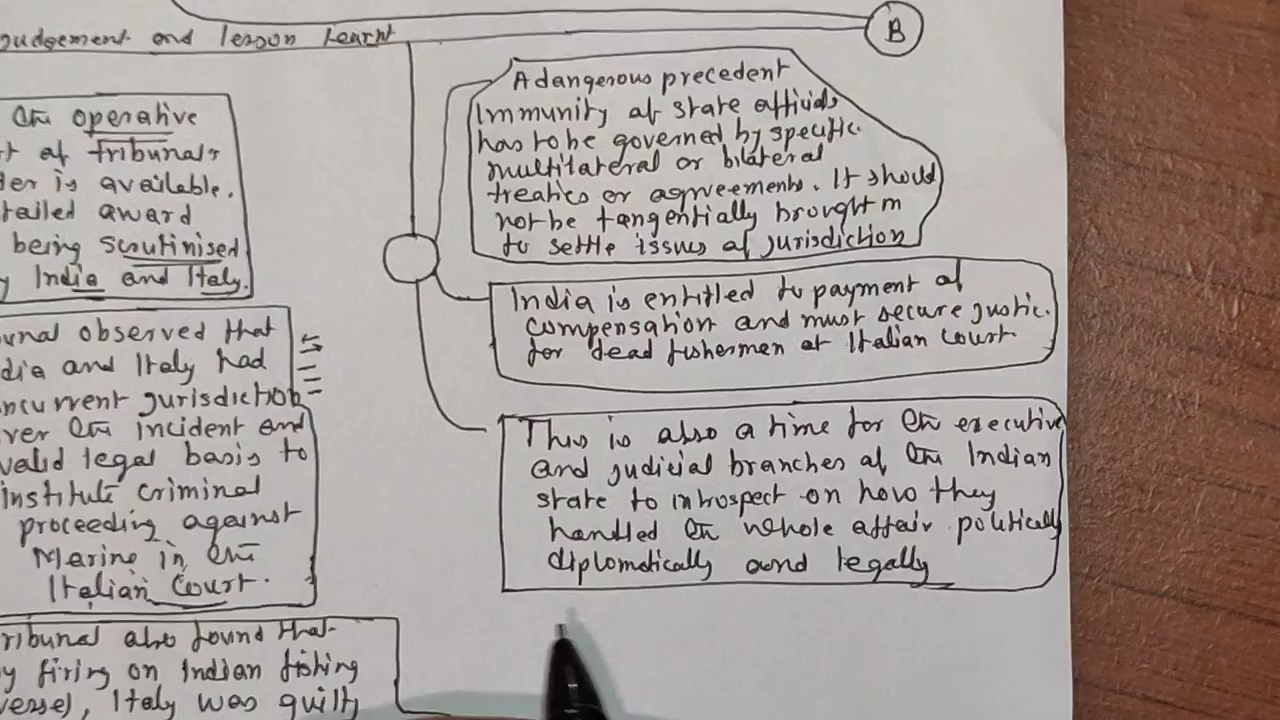 judgement and lesson learnt
B
the operative
of tribunal's
is available.
award
being scrutinised
India and Italy.
observed that
and Italy had
concurrent jurisdiction
over the incident and
valid legal basis to
institute criminal
proceeding against
Marine in the
Italian Court.
tribunal also found that
by firing on Indian fishing
vessel, Italy was guilty
A dangerous precedent
Immunity of state officials
has to be governed by specific
multilateral or bilateral
treaties or agreements. It should
not be tangentially brought in
to settle issues of jurisdiction
India is entitled to payment of
compensation and must secure justic.
for dead fishermen at Italian Court
This is also a time for the executive
and judicial branches of the Indian
state to introspect on how they
handled the whole affair politically
diplomatically and legally